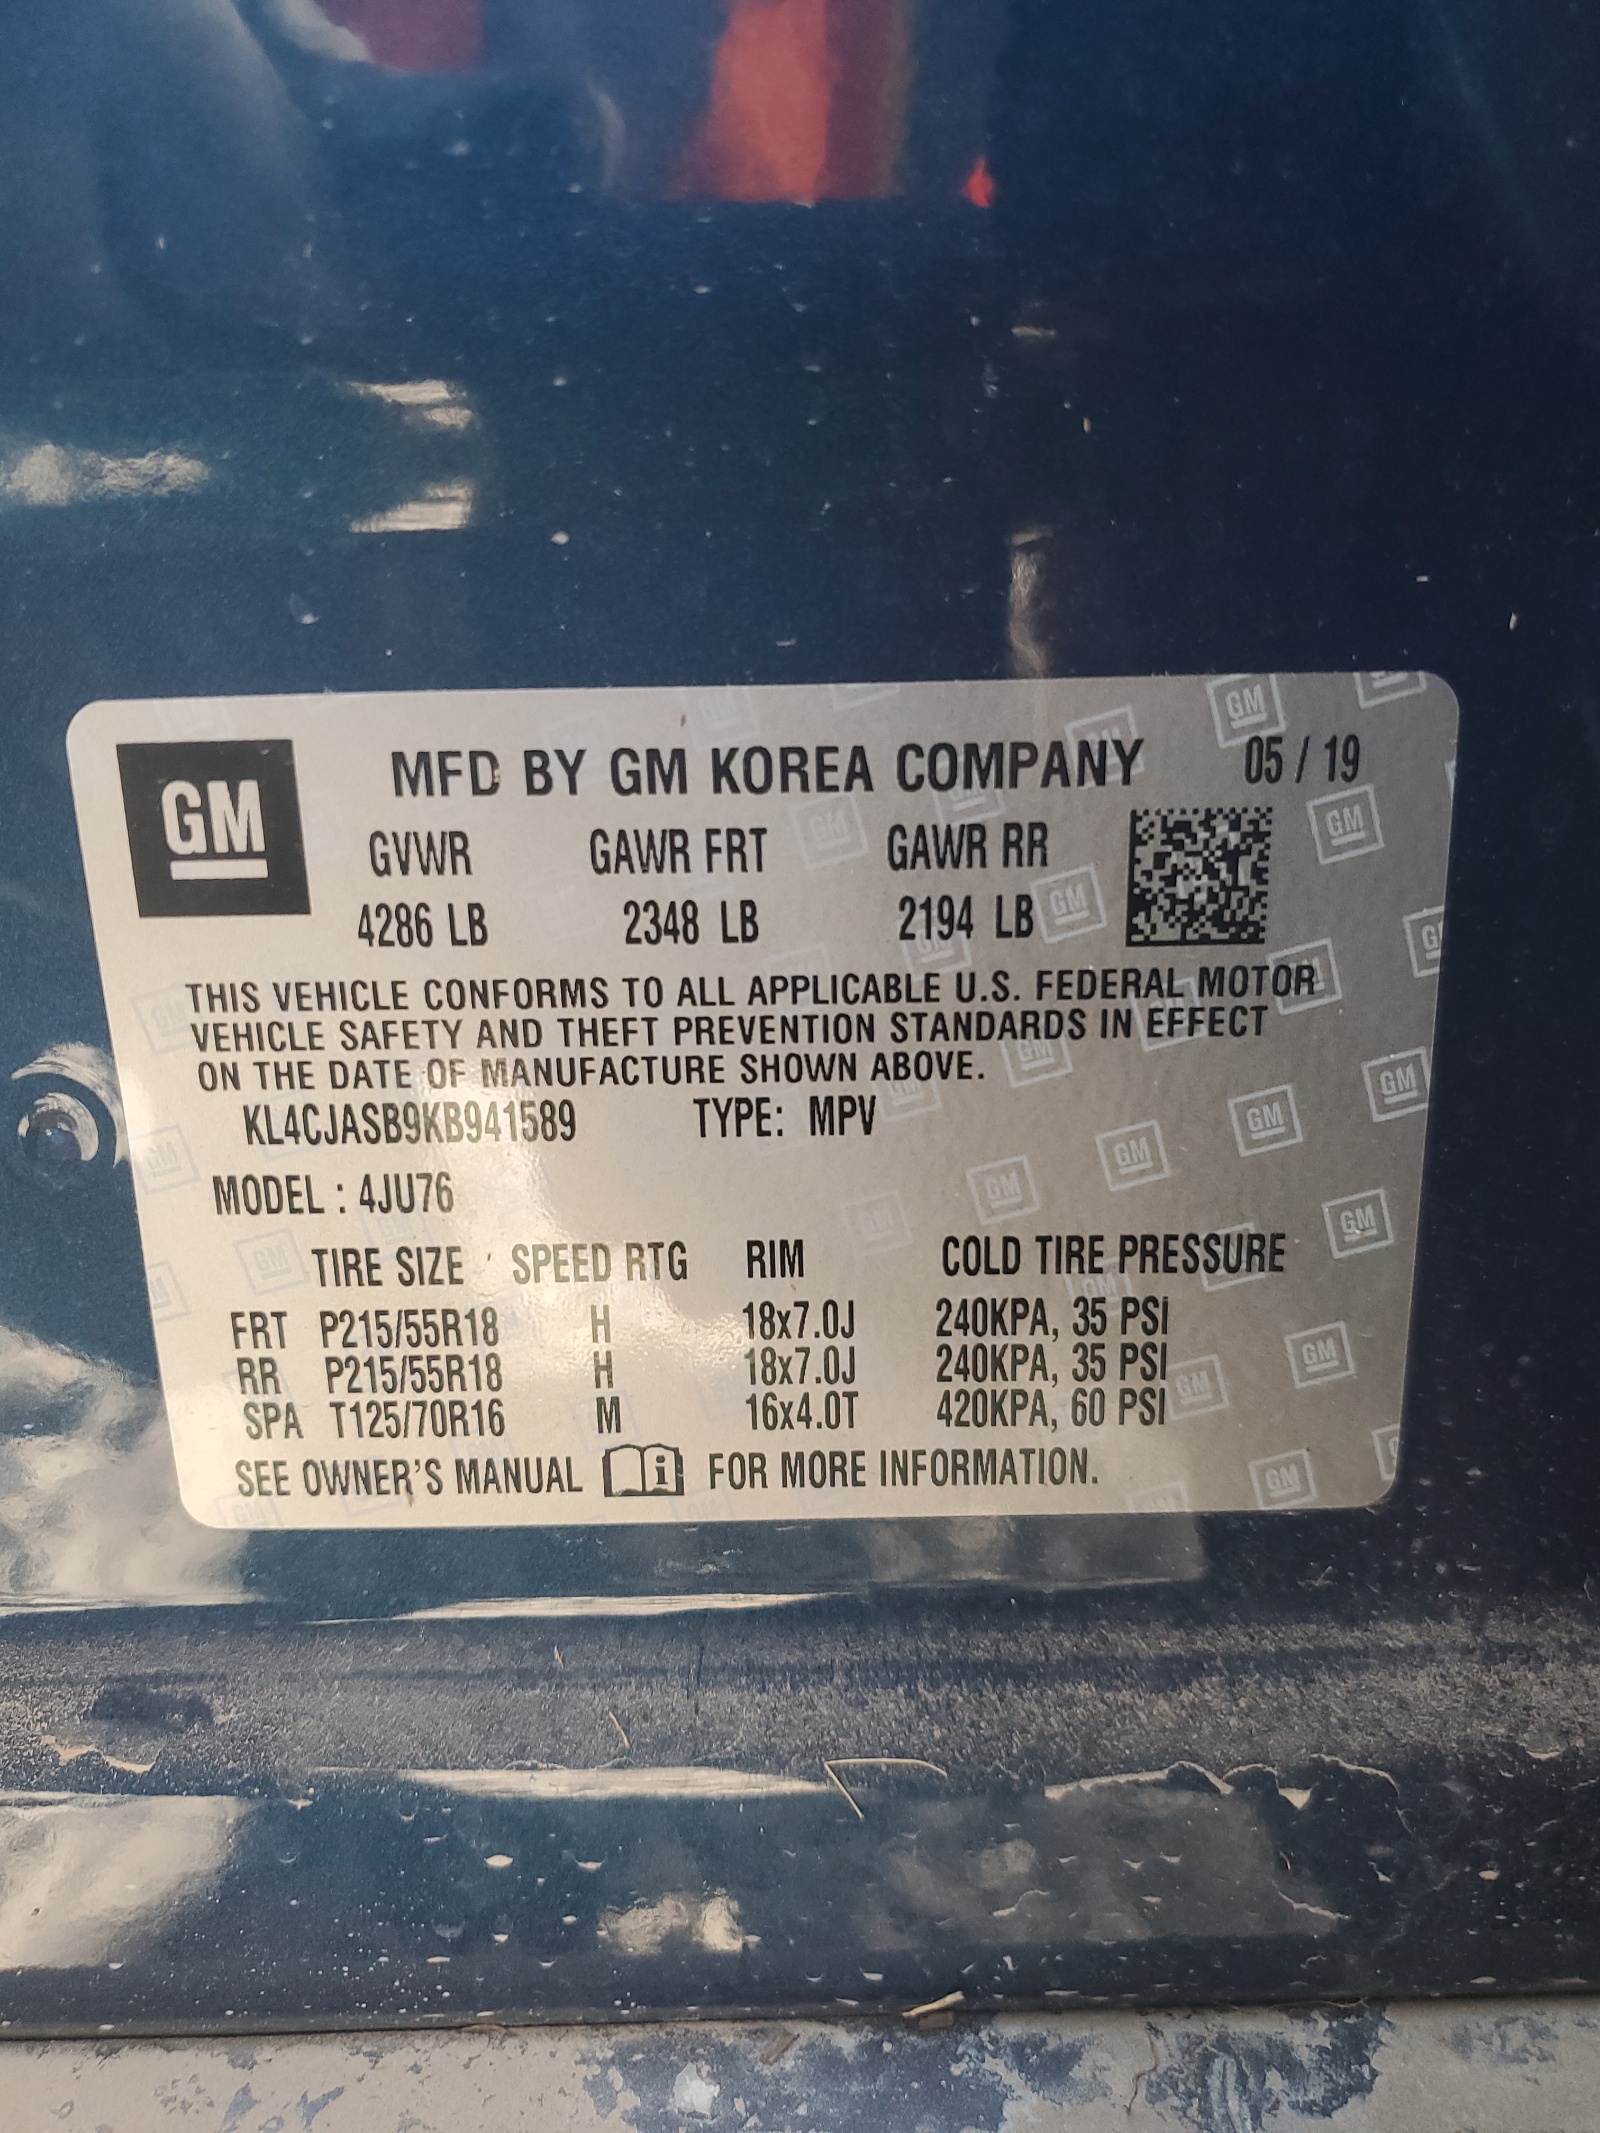 GM
MFD BY GM KOREA COMPANY 05 / 19
GVWR GAWR FRT GAWR RR
4286 LB 2348 LB 2194 LB
THIS VEHICLE CONFORMS TO ALL APPLICABLE U.S. FEDERAL MOTOR
VEHICLE SAFETY AND THEFT PREVENTION STANDARDS IN EFFECT
ON THE DATE OF MANUFACTURE SHOWN ABOVE.
KL4CJASB9KB941589 TYPE: MPV
MODEL : 4JU76
TIRE SIZE SPEED RTG RIM COLD TIRE PRESSURE
FRT P215/55R18 H 18x7.0J 240KPA, 35 PSI
RR P215/55R18 H 18x7.0J 240KPA, 35 PSI
SPA T125/70R16 M 16x4.0T 420KPA, 60 PSI
SEE OWNER'S MANUAL i FOR MORE INFORMATION.